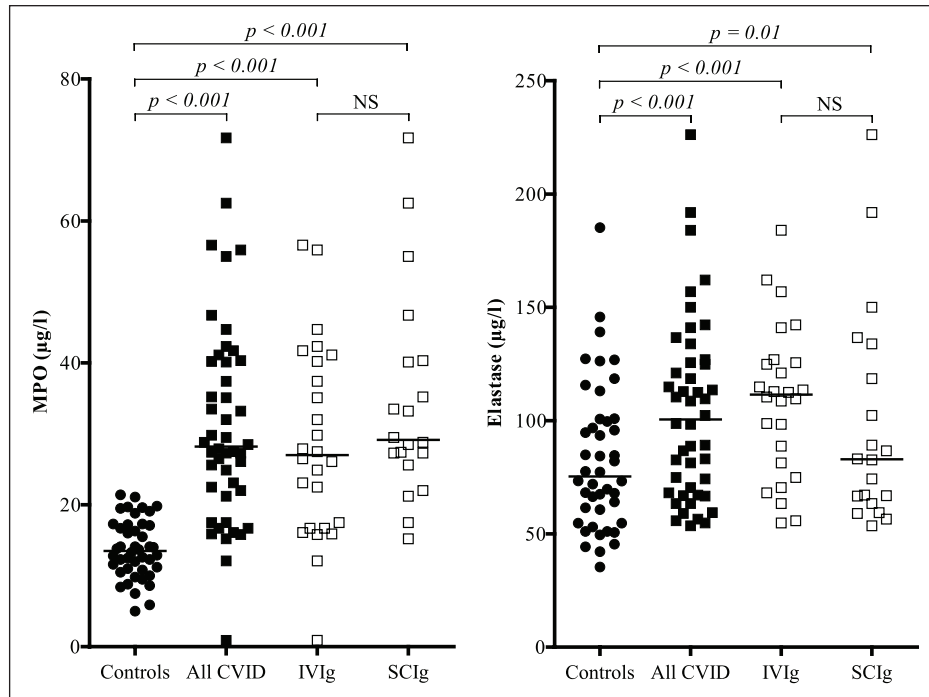 p < 0.001
p < 0.001
p < 0.001
NS
80
60
40
20
0
MPO (µg/l)
Controls
All CVID
IVIg
SCIg
p = 0.01
p < 0.001
p < 0.001
NS
250
200
150
100
50
0
Elastase (µg/l)
Controls
All CVID
IVIg
SCIg